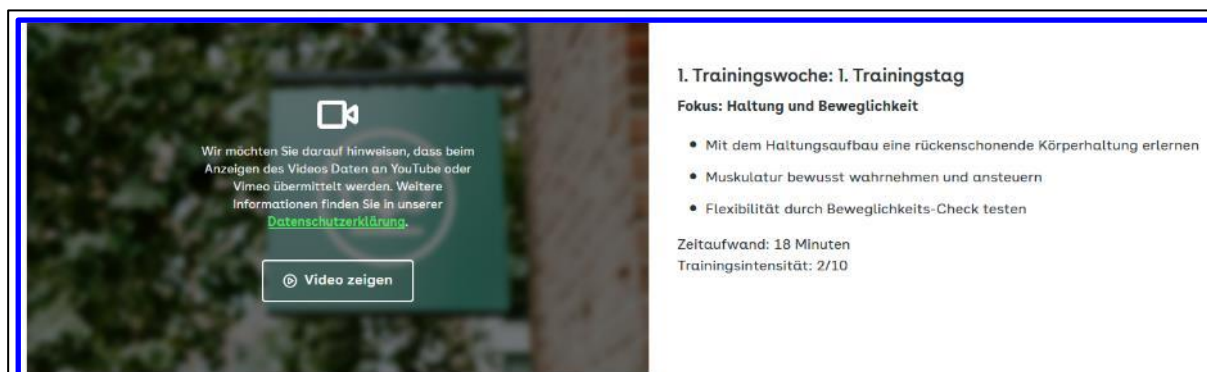 Wir möchten Sie darauf hinweisen, dass beim
Anzeigen des Videos Daten an YouTube oder
Vimeo übermittelt werden. Weitere
Informationen finden Sie in unserer
Datenschutzerklärung.
Video zeigen
1. Trainingswoche: 1. Trainingstag
Fokus: Haltung und Beweglichkeit
• Mit dem Haltungsaufbau eine rückenschonende Körperhaltung erlernen
• Muskulatur bewusst wahrnehmen und ansteuern
• Flexibilität durch Beweglichkeits-Check testen
Zeitaufwand: 18 Minuten
Trainingsintensität: 2/10